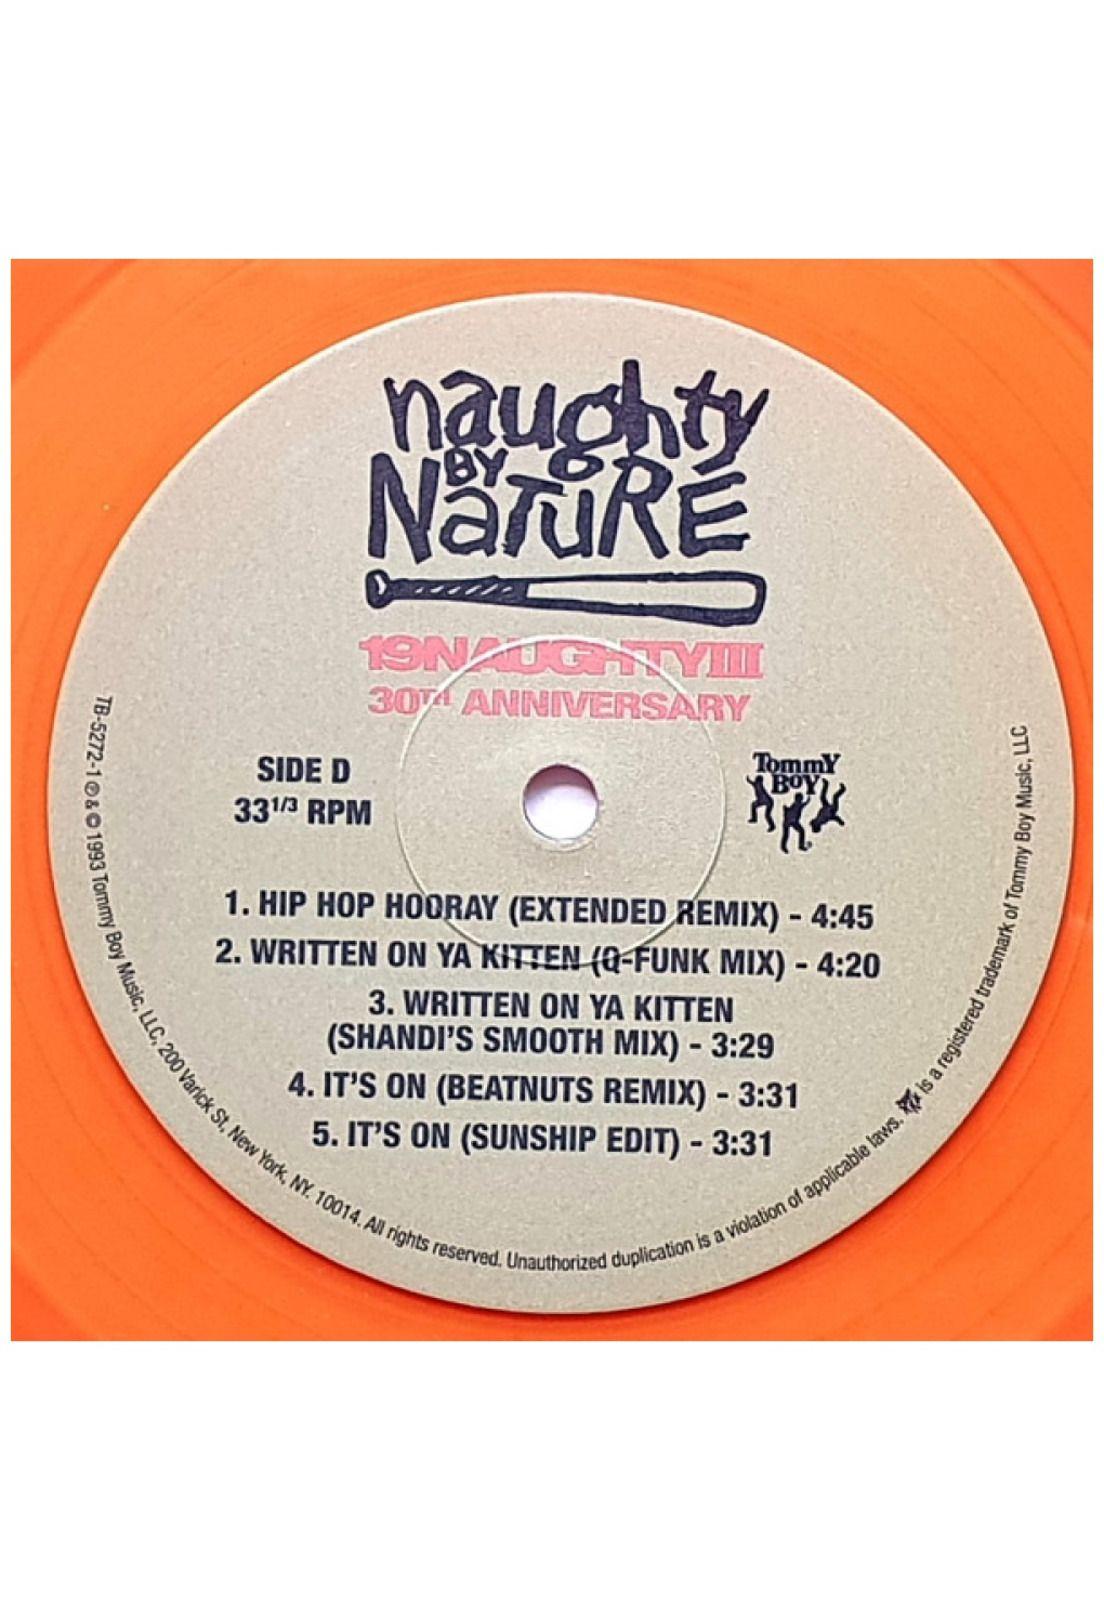 naughty
BY
NaTuRE
19NAUGHTYIII
30TH ANNIVERSARY
SIDE D
33 1/3 RPM
TOMMY
BOY
1. HIP HOP HOORAY (EXTENDED REMIX) - 4:45
2. WRITTEN ON YA KITTEN (Q-FUNK MIX) - 4:20
3. WRITTEN ON YA KITTEN
(SHANDI'S SMOOTH MIX) - 3:29
4. IT'S ON (BEATNUTS REMIX) - 3:31
5. IT'S ON (SUNSHIP EDIT) - 3:31
TB-5272-1 ℗ & © 1993 Tommy Boy Music, LLC, 200 Varick St, New York, NY. 10014. All rights reserved. Unauthorized duplication is a violation of applicable laws. is a registered trademark of Tommy Boy Music, LLC